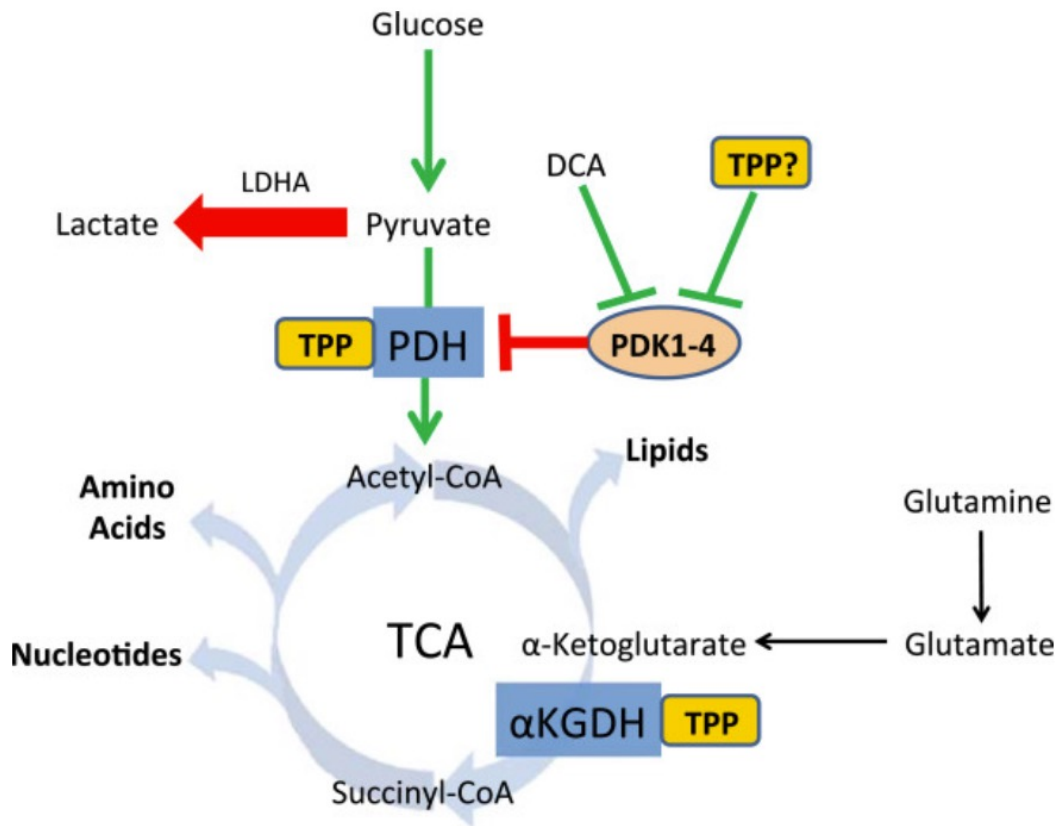 Glucose
DCA
TPP?
LDHA
Lactate
Pyruvate
TPP
PDH
PDK1-4
Lipids
Acetyl-CoA
Amino
Acids
Glutamine
TCA
α-Ketoglutarate
Glutamate
Nucleotides
αKGDH
TPP
Succinyl-CoA